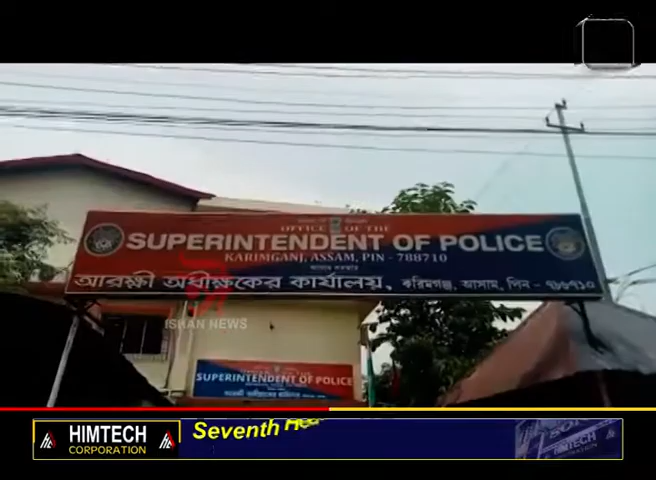 OFFICE OF THE
SUPERINTENDENT OF POLICE
KARIMGANJ, ASSAM, PIN - 788710
আৰক্ষী অধীক্ষকৰ কাৰ্যালয়, কৰিমগঞ্জ, আসাম, পিন - ৭৮৮৭১০
ISHAN NEWS
SUPERINTENDENT OF POLICE
HIMTECH
CORPORATION
Seventh